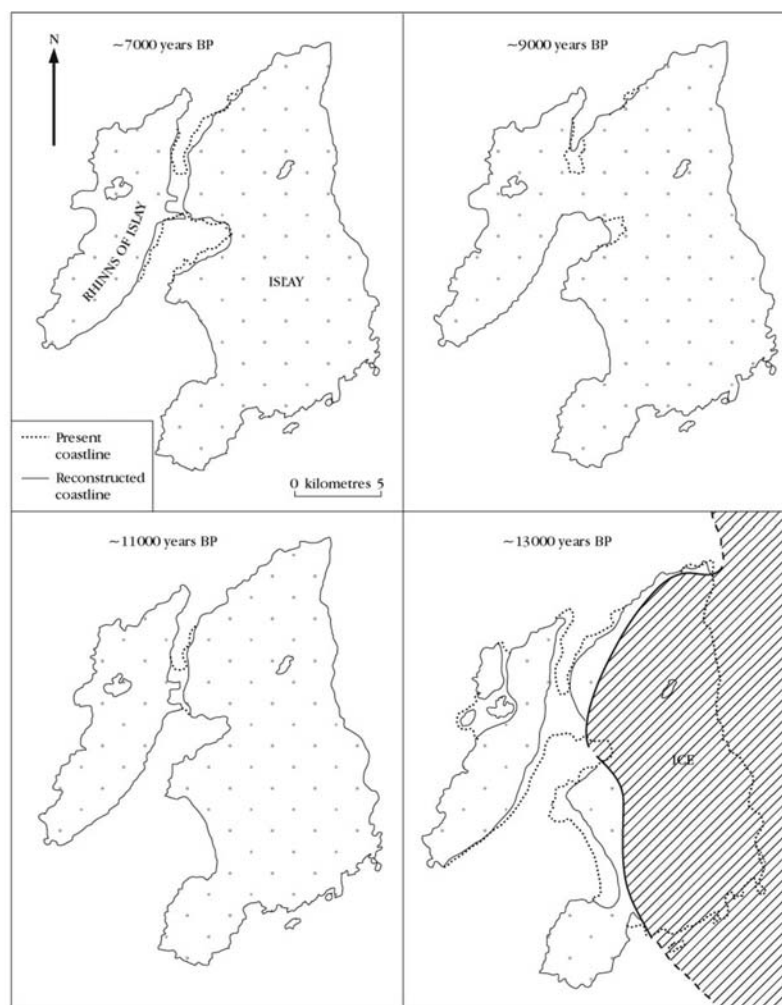 ~7000 years BP
N
RHINNS OF ISLAY
ISLAY
Present
coastline
Reconstructed
coastline
0 kilometres 5
~9000 years BP
~11000 years BP
~13000 years BP
ICE